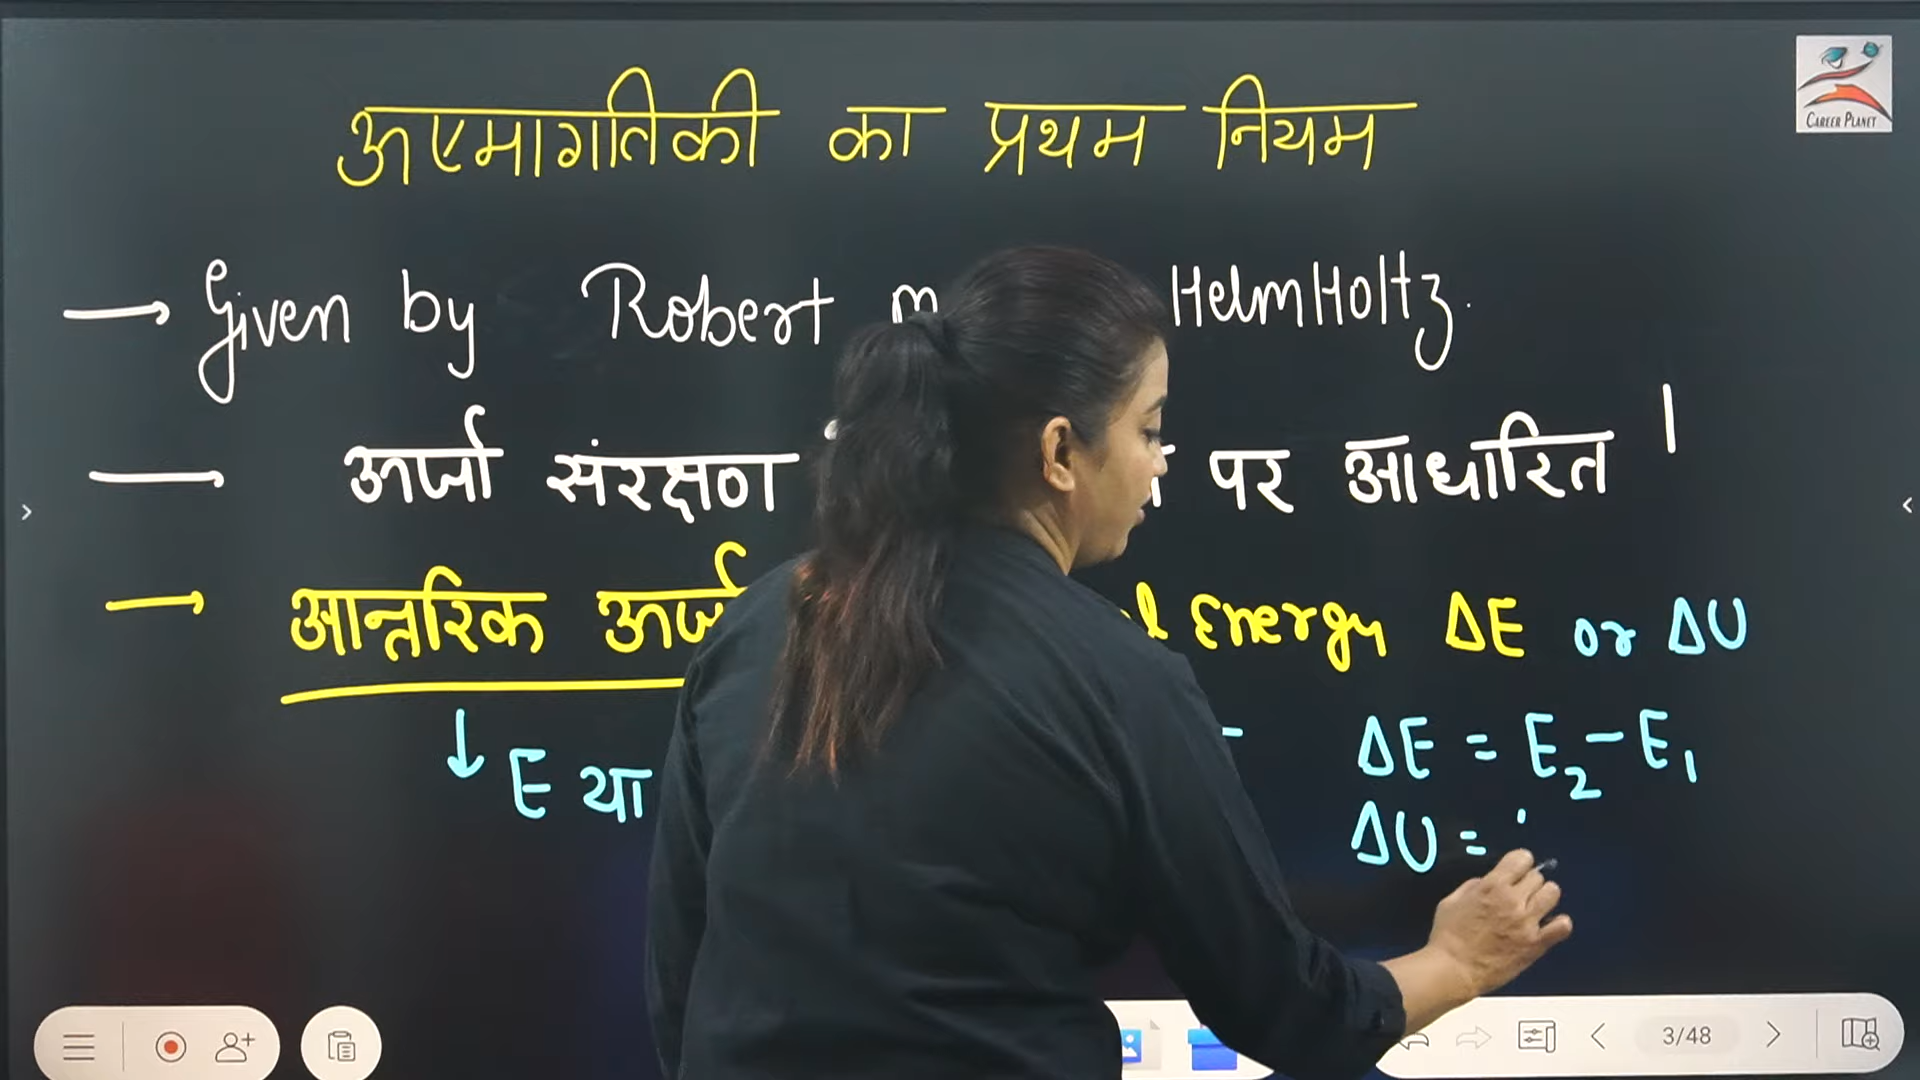 ऊष्मागतिकी का प्रथम नियम
CAREER PLANET
Given by Robert HelmHoltz.
ऊर्जा संरक्षण पर आधारित ।
आन्तरिक ऊर्जा Energy ΔE or ΔU
E या
ΔE = E₂ - E₁
ΔU =
3/48